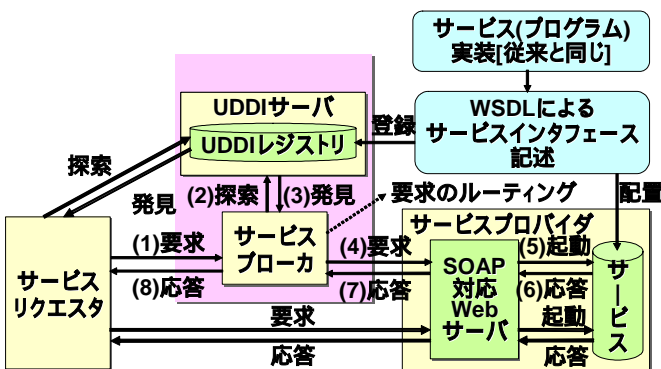 サービス(プログラム)
実装[従来と同じ]
UDDIサーバ
UDDIレジストリ
登録
WSDLによる
サービスインタフェース
記述
探索
発見
(2)探索
(3)発見
要求のルーティング
配置
サービスプロバイダ
サービス
リクエスタ
(1)要求
(8)応答
サービス
ブローカ
(4)要求
(7)応答
SOAP
対応
Web
サーバ
(5)起動
(6)応答
サービス
要求
応答
起動
応答